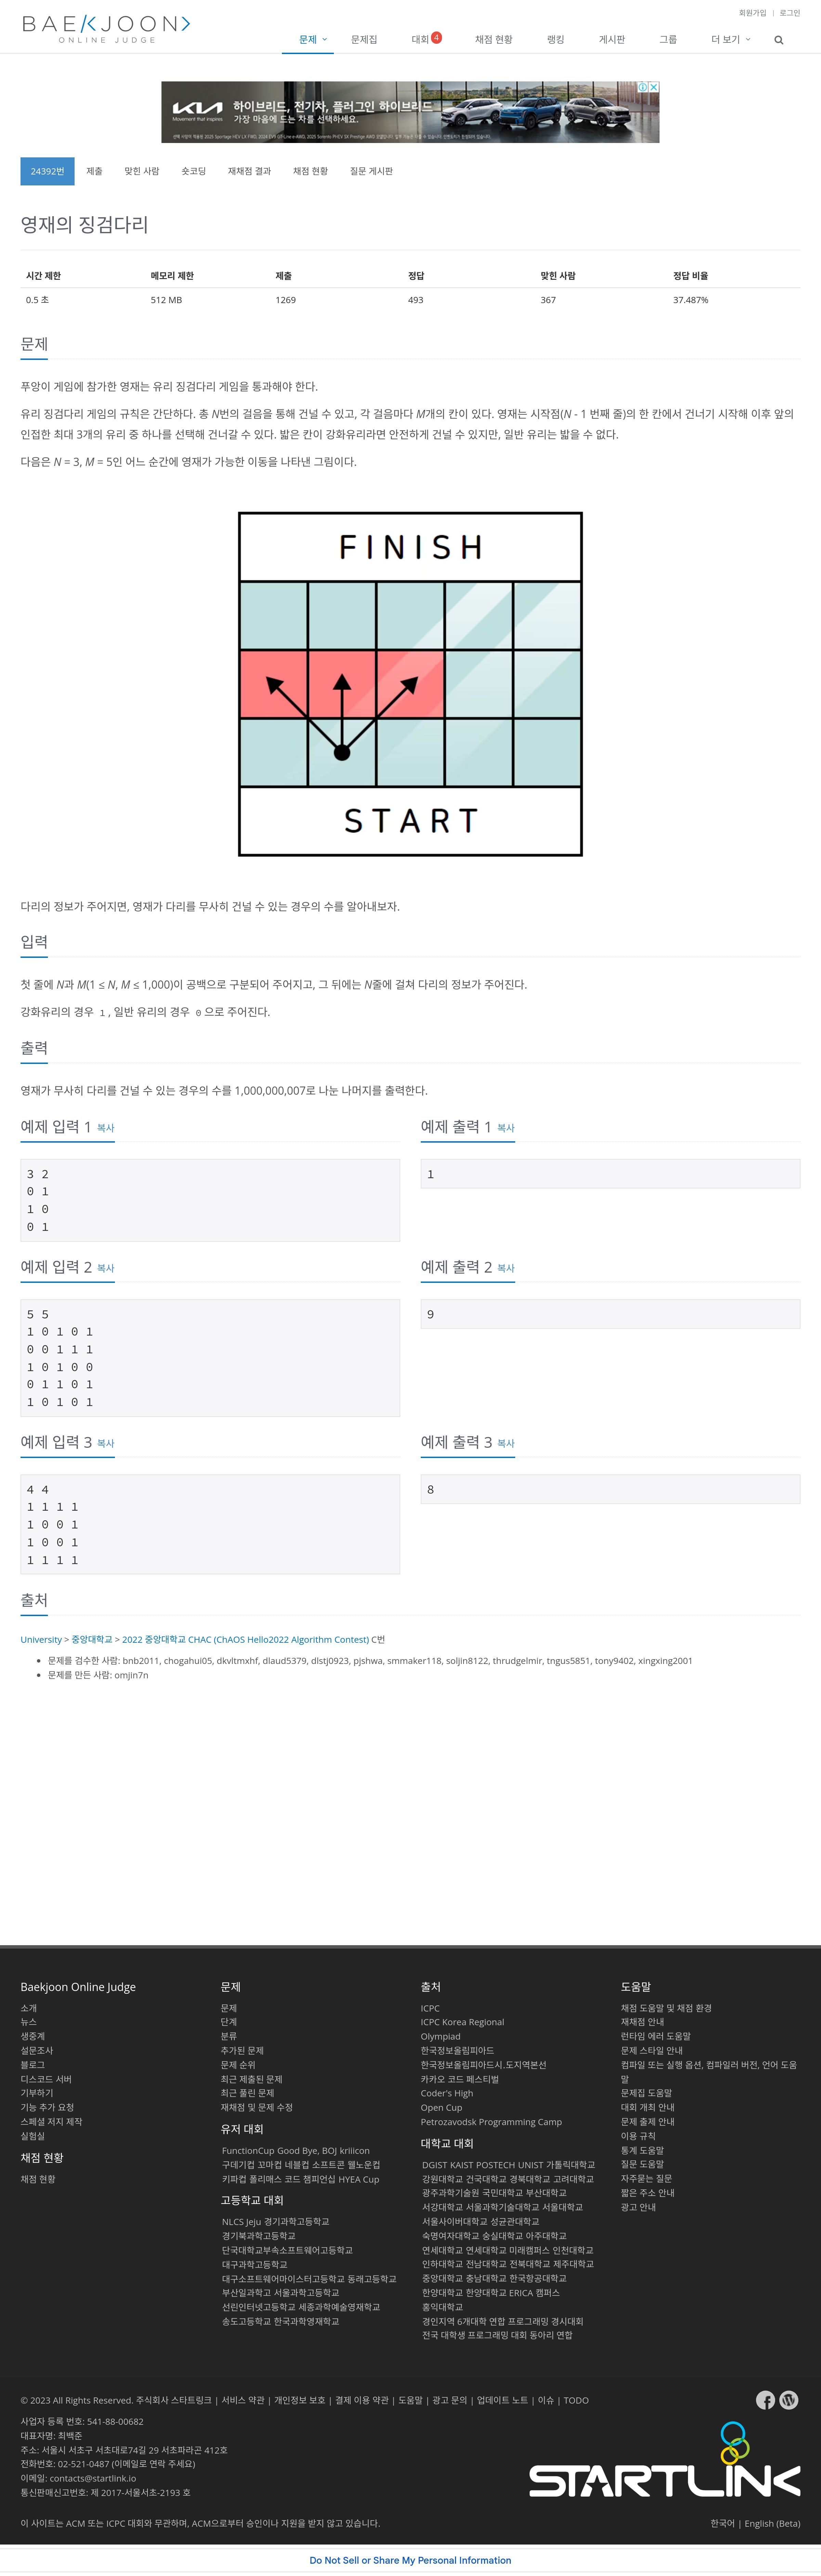 회원가입 | 로그인
BAEKJOON>
ONLINE JUDGE
문제 문제집 대회 4 채점 현황 랭킹 게시판 그룹 더 보기
KIA
Movement that inspires
하이브리드, 전기차, 플러그인 하이브리드
가장 마음에 드는 차를 선택하세요.
24392번 제출 맞힌 사람 숏코딩 재채점 결과 채점 현황 질문 게시판
영재의 징검다리
시간 제한 메모리 제한 제출 정답 맞힌 사람 정답 비율
0.5 초 512 MB 1269 493 367 37.487%
문제
푸앙이 게임에 참가한 영재는 유리 징검다리 게임을 통과해야 한다.
유리 징검다리 게임의 규칙은 간단하다. 총 N번의 걸음을 통해 건널 수 있고, 각 걸음마다 M개의 칸이 있다. 영재는 시작점(N - 1 번째 줄)의 한 칸에서 건너기 시작해 이후 앞의
인접한 최대 3개의 유리 중 하나를 선택해 건너갈 수 있다. 밟은 칸이 강화유리라면 안전하게 건널 수 있지만, 일반 유리는 밟을 수 없다.
다음은 N = 3, M = 5인 어느 순간에 영재가 가능한 이동을 나타낸 그림이다.
FINISH
START
다리의 정보가 주어지면, 영재가 다리를 무사히 건널 수 있는 경우의 수를 알아내보자.
입력
첫 줄에 N과 M(1 ≤ N, M ≤ 1,000)이 공백으로 구분되어 주어지고, 그 뒤에는 N줄에 걸쳐 다리의 정보가 주어진다.
강화유리의 경우 1, 일반 유리의 경우 0으로 주어진다.
출력
영재가 무사히 다리를 건널 수 있는 경우의 수를 1,000,000,007로 나눈 나머지를 출력한다.
예제 입력 1 복사
3 2
0 1
1 0
0 1
예제 출력 1 복사
1
예제 입력 2 복사
5 5
1 0 1 0 1
0 0 1 1 1
1 0 1 0 0
0 1 1 0 1
1 0 1 0 1
예제 출력 2 복사
9
예제 입력 3 복사
4 4
1 1 1 1
1 0 0 1
1 0 0 1
1 1 1 1
예제 출력 3 복사
8
출처
University > 중앙대학교 > 2022 중앙대학교 CHAC (ChAOS Hello2022 Algorithm Contest) C번
문제를 검수한 사람: bnb2011, chogahui05, dkvltmxhf, dlaud5379, dlstj0923, pjshwa, smmaker118, soljin8122, thrudgelmir, tngus5851, tony9402, xingxing2001
문제를 만든 사람: omjin7n
Baekjoon Online Judge
소개
뉴스
생중계
설문조사
블로그
디스코드 서버
기부하기
기능 추가 요청
스페셜 저지 제작
실험실
채점 현황
채점 현황
문제
문제
단계
분류
추가된 문제
문제 순위
최근 제출된 문제
최근 풀린 문제
재채점 및 문제 수정
유저 대회
FunctionCup Good Bye, BOJ kriiicon
구데기컵 꼬마컵 네블컵 소프트콘 웰노운컵
키파컵 폴리매스 코드 챔피언십 HYEA Cup
고등학교 대회
NLCS Jeju 경기과학고등학교
경기북과학고등학교
단국대학교부속소프트웨어고등학교
대구과학고등학교
대구소프트웨어마이스터고등학교 동래고등학교
부산일과학고 서울과학고등학교
선린인터넷고등학교 세종과학예술영재학교
송도고등학교 한국과학영재학교
출처
ICPC
ICPC Korea Regional
Olympiad
한국정보올림피아드
한국정보올림피아드시.도지역본선
카카오 코드 페스티벌
Coder's High
Open Cup
Petrozavodsk Programming Camp
대학교 대회
DGIST KAIST POSTECH UNIST 가톨릭대학교
강원대학교 건국대학교 경북대학교 고려대학교
광주과학기술원 국민대학교 부산대학교
서강대학교 서울과학기술대학교 서울대학교
서울사이버대학교 성균관대학교
숙명여자대학교 숭실대학교 아주대학교
연세대학교 연세대학교 미래캠퍼스 인천대학교
인하대학교 전남대학교 전북대학교 제주대학교
중앙대학교 충남대학교 한국항공대학교
한양대학교 한양대학교 ERICA 캠퍼스
홍익대학교
경인지역 6개대학 연합 프로그래밍 경시대회
전국 대학생 프로그래밍 대회 동아리 연합
도움말
채점 도움말 및 채점 환경
재채점 안내
런타임 에러 도움말
문제 스타일 안내
컴파일 또는 실행 옵션, 컴파일러 버전, 언어 도움
말
문제집 도움말
대회 개최 안내
문제 출제 안내
이용 규칙
통계 도움말
질문 도움말
자주묻는 질문
짧은 주소 안내
광고 안내
© 2023 All Rights Reserved. 주식회사 스타트링크 | 서비스 약관 | 개인정보 보호 | 결제 이용 약관 | 도움말 | 광고 문의 | 업데이트 노트 | 이슈 | TODO
사업자 등록 번호: 541-88-00682
대표자명: 최백준
주소: 서울시 서초구 서초대로74길 29 서초파라곤 412호
전화번호: 02-521-0487 (이메일로 연락 주세요)
이메일: contacts@startlink.io
통신판매신고번호: 제 2017-서울서초-2193 호
STARTLINK
이 사이트는 ACM 또는 ICPC 대회와 무관하며, ACM으로부터 승인이나 지원을 받지 않고 있습니다.
한국어 | English (Beta)
Do Not Sell or Share My Personal Information